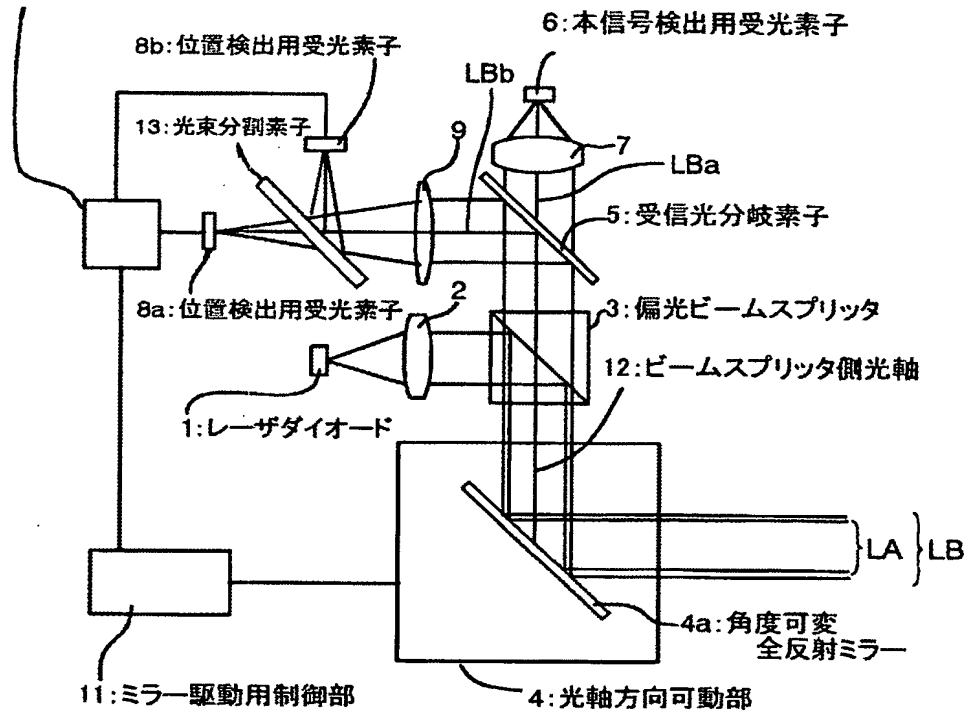 6:本信号検出用受光素子
8b:位置検出用受光素子
LBb
13:光束分割素子
9
7
LBa
5:受信光分岐素子
8a:位置検出用受光素子
2
3:偏光ビームスプリッタ
12:ビームスプリッタ側光軸
1:レーザダイオード
LA
LB
4a:角度可変
全反射ミラー
11:ミラー駆動用制御部
4:光軸方向可動部